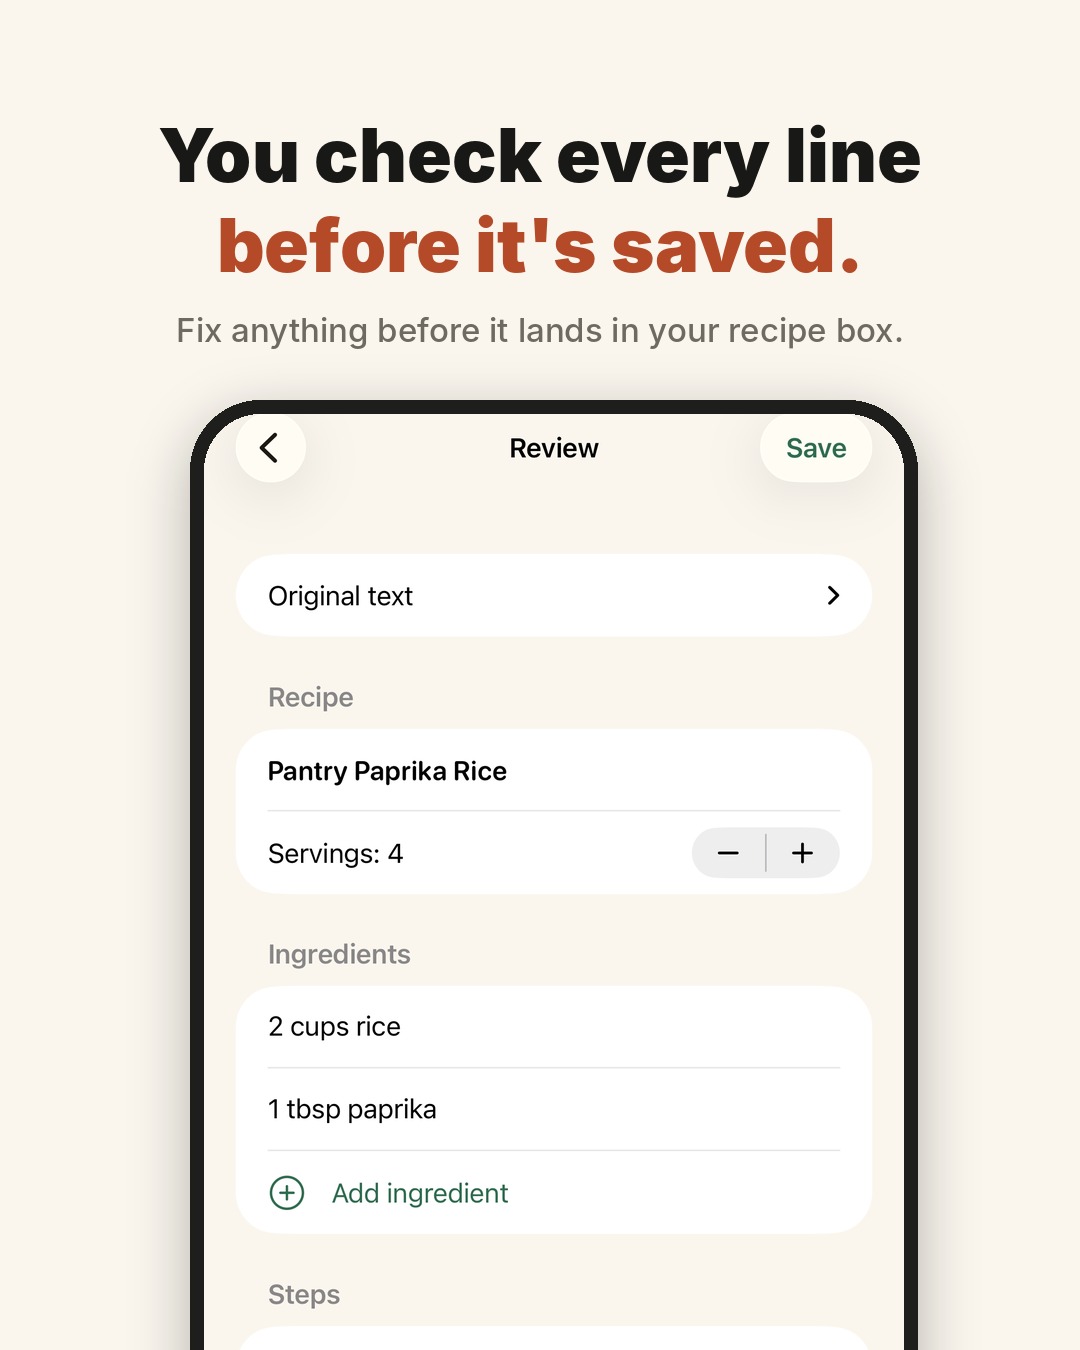 You check every line
before it's saved.
Fix anything before it lands in your recipe box.
Review
Save
Original text
Recipe
Pantry Paprika Rice
Servings: 4
Ingredients
2 cups rice
1 tbsp paprika
Add ingredient
Steps